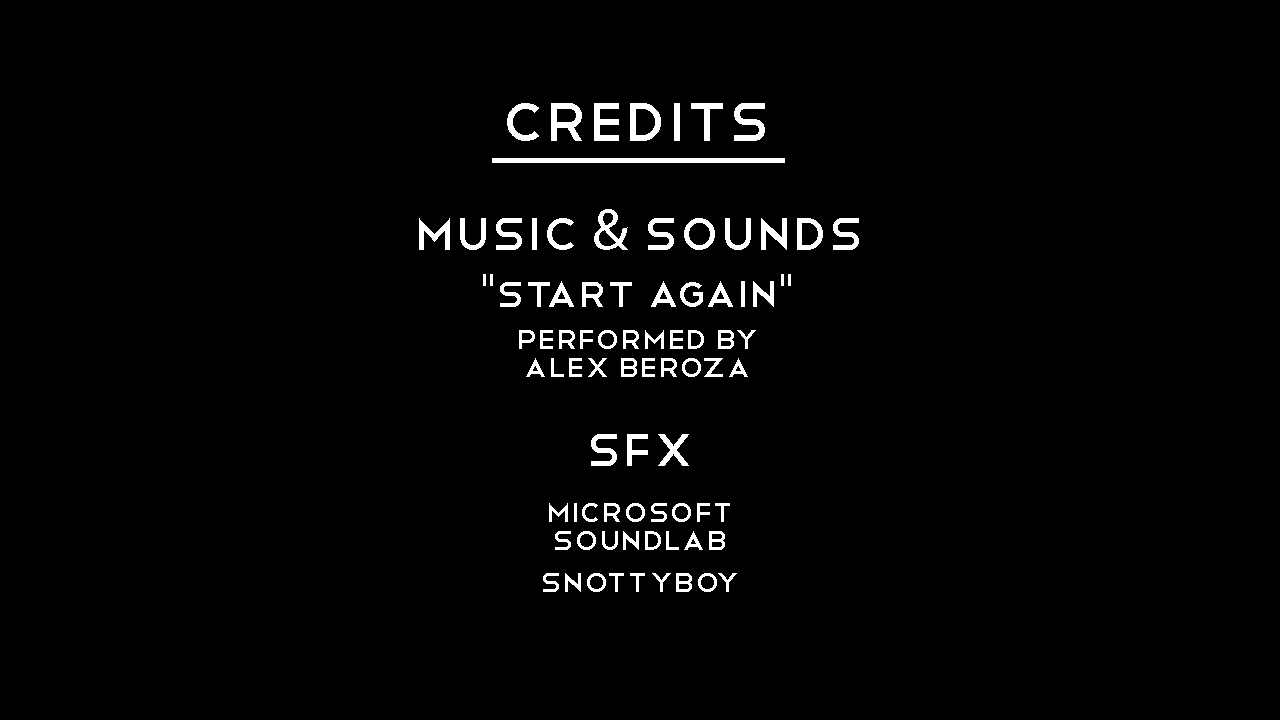 CREDITS
MUSIC & SOUNDS
"START AGAIN"
PERFORMED BY
ALEX BEROZA
SFX
MICROSOFT
SOUNDLAB
SNOTTYBOY